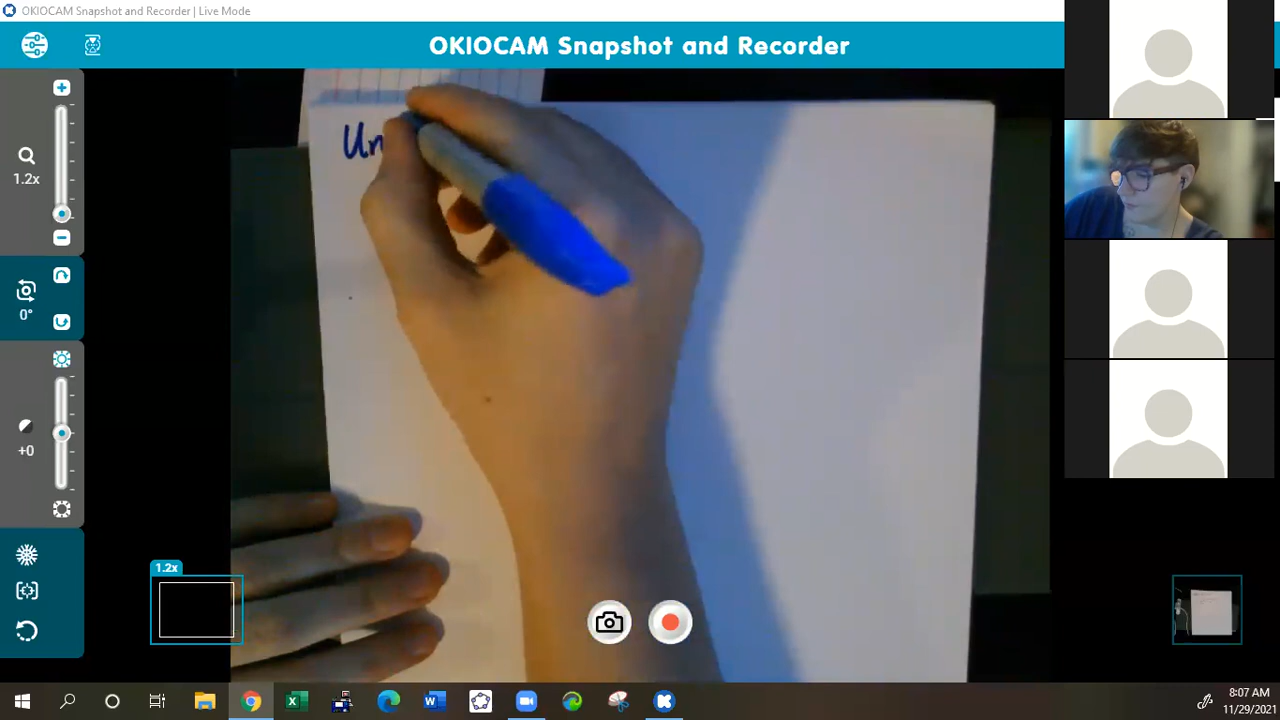 OKIOCAM Snapshot and Recorder | Live Mode
OKIOCAM Snapshot and Recorder
1.2x
Un
0°
+0
1.2x
8:07 AM
11/29/2021